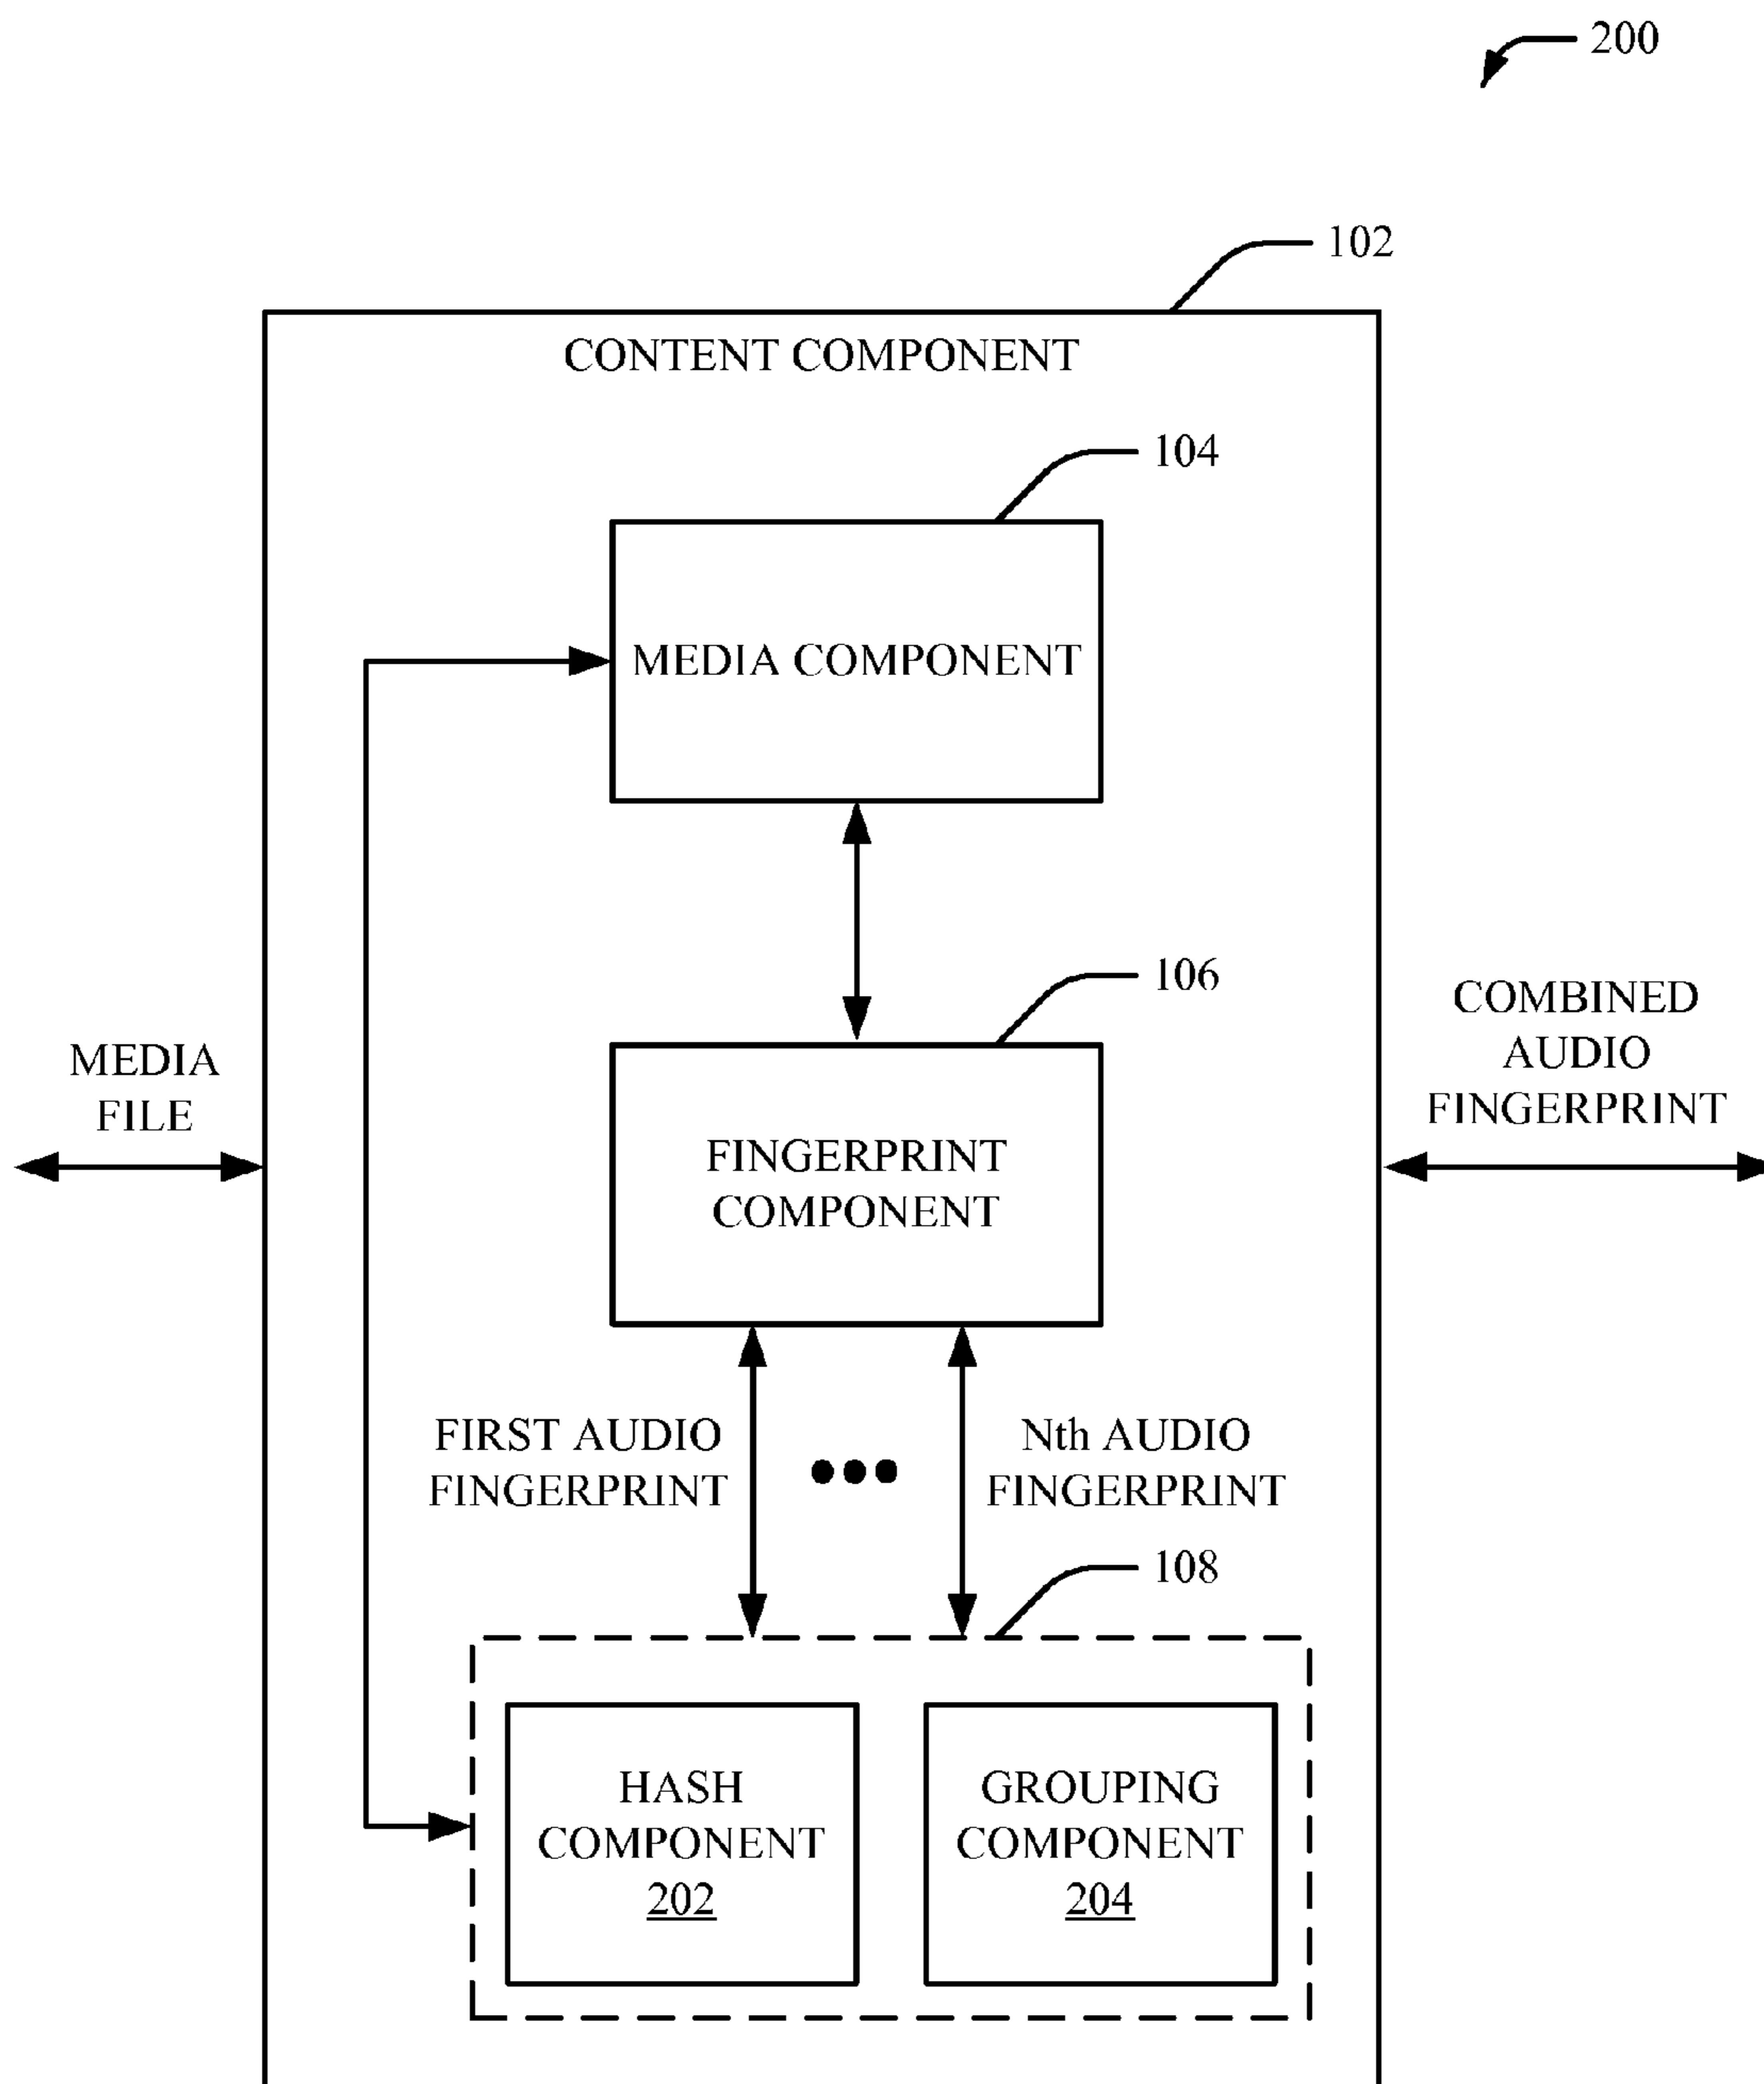 200
102
CONTENT COMPONENT
104
MEDIA COMPONENT
106
MEDIA
FILE
COMBINED
AUDIO
FINGERPRINT
FINGERPRINT
COMPONENT
FIRST AUDIO
FINGERPRINT
Nth AUDIO
FINGERPRINT
108
HASH
COMPONENT
202
GROUPING
COMPONENT
204